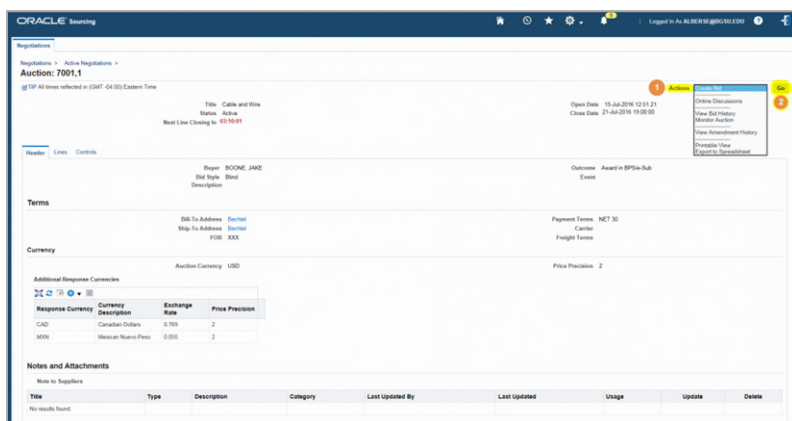 ORACLE Sourcing
Logged In As ALBERSE@BGSU.EDU ?
Negotiations
Negotiations > Active Negotiations >
Auction: 7001,1
TIP All times reflected in (GMT -04:00) Eastern Time
1 Actions Create Bid Go
Online Discussions 2
View Bid History
Monitor Auction
View Amendment History
Printable View
Export to Spreadsheet
Title Cable and Wire
Status Active
Next Line Closing In 03:10:01
Open Date 15-Jul-2016 12:51:21
Close Date 21-Jul-2016 19:00:00
Header Lines Controls
Buyer BOONE, JAKE
Bid Style Blind
Description
Outcome Award in BPS/e-Sub
Event
Terms
Bill-To Address Bechtel
Ship-To Address Bechtel
FOB XXX
Payment Terms NET 30
Carrier
Freight Terms
Currency
Auction Currency USD Price Precision 2
Additional Response Currencies
Response Currency Currency Description Exchange Rate Price Precision
CAD Canadian Dollars 0.769 2
MXN Mexican Nuevo Peso 0.055 2
Notes and Attachments
Note to Suppliers
Title Type Description Category Last Updated By Last Updated Usage Update Delete
No results found.